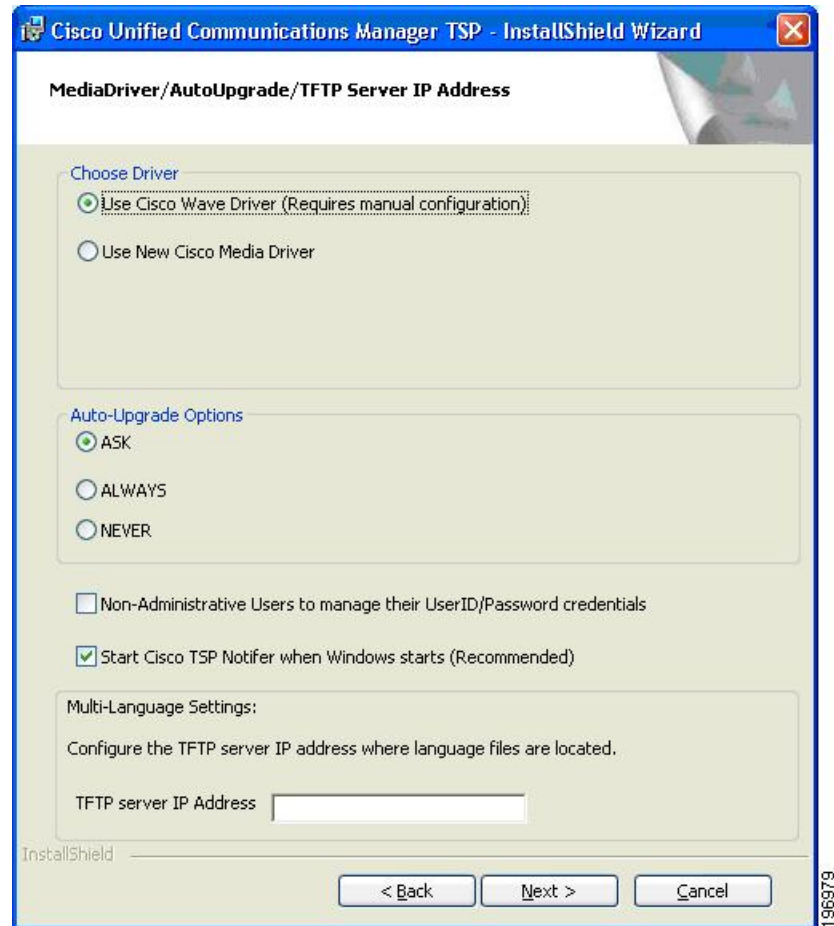 Cisco Unified Communications Manager TSP - InstallShield Wizard
MediaDriver/AutoUpgrade/TFTP Server IP Address
Choose Driver
Use Cisco Wave Driver (Requires manual configuration)
Use New Cisco Media Driver
Auto-Upgrade Options
ASK
ALWAYS
NEVER
Non-Administrative Users to manage their UserID/Password credentials
Start Cisco TSP Notifer when Windows starts (Recommended)
Multi-Language Settings:
Configure the TFTP server IP address where language files are located.
TFTP server IP Address
InstallShield
< Back
Next >
Cancel
196979